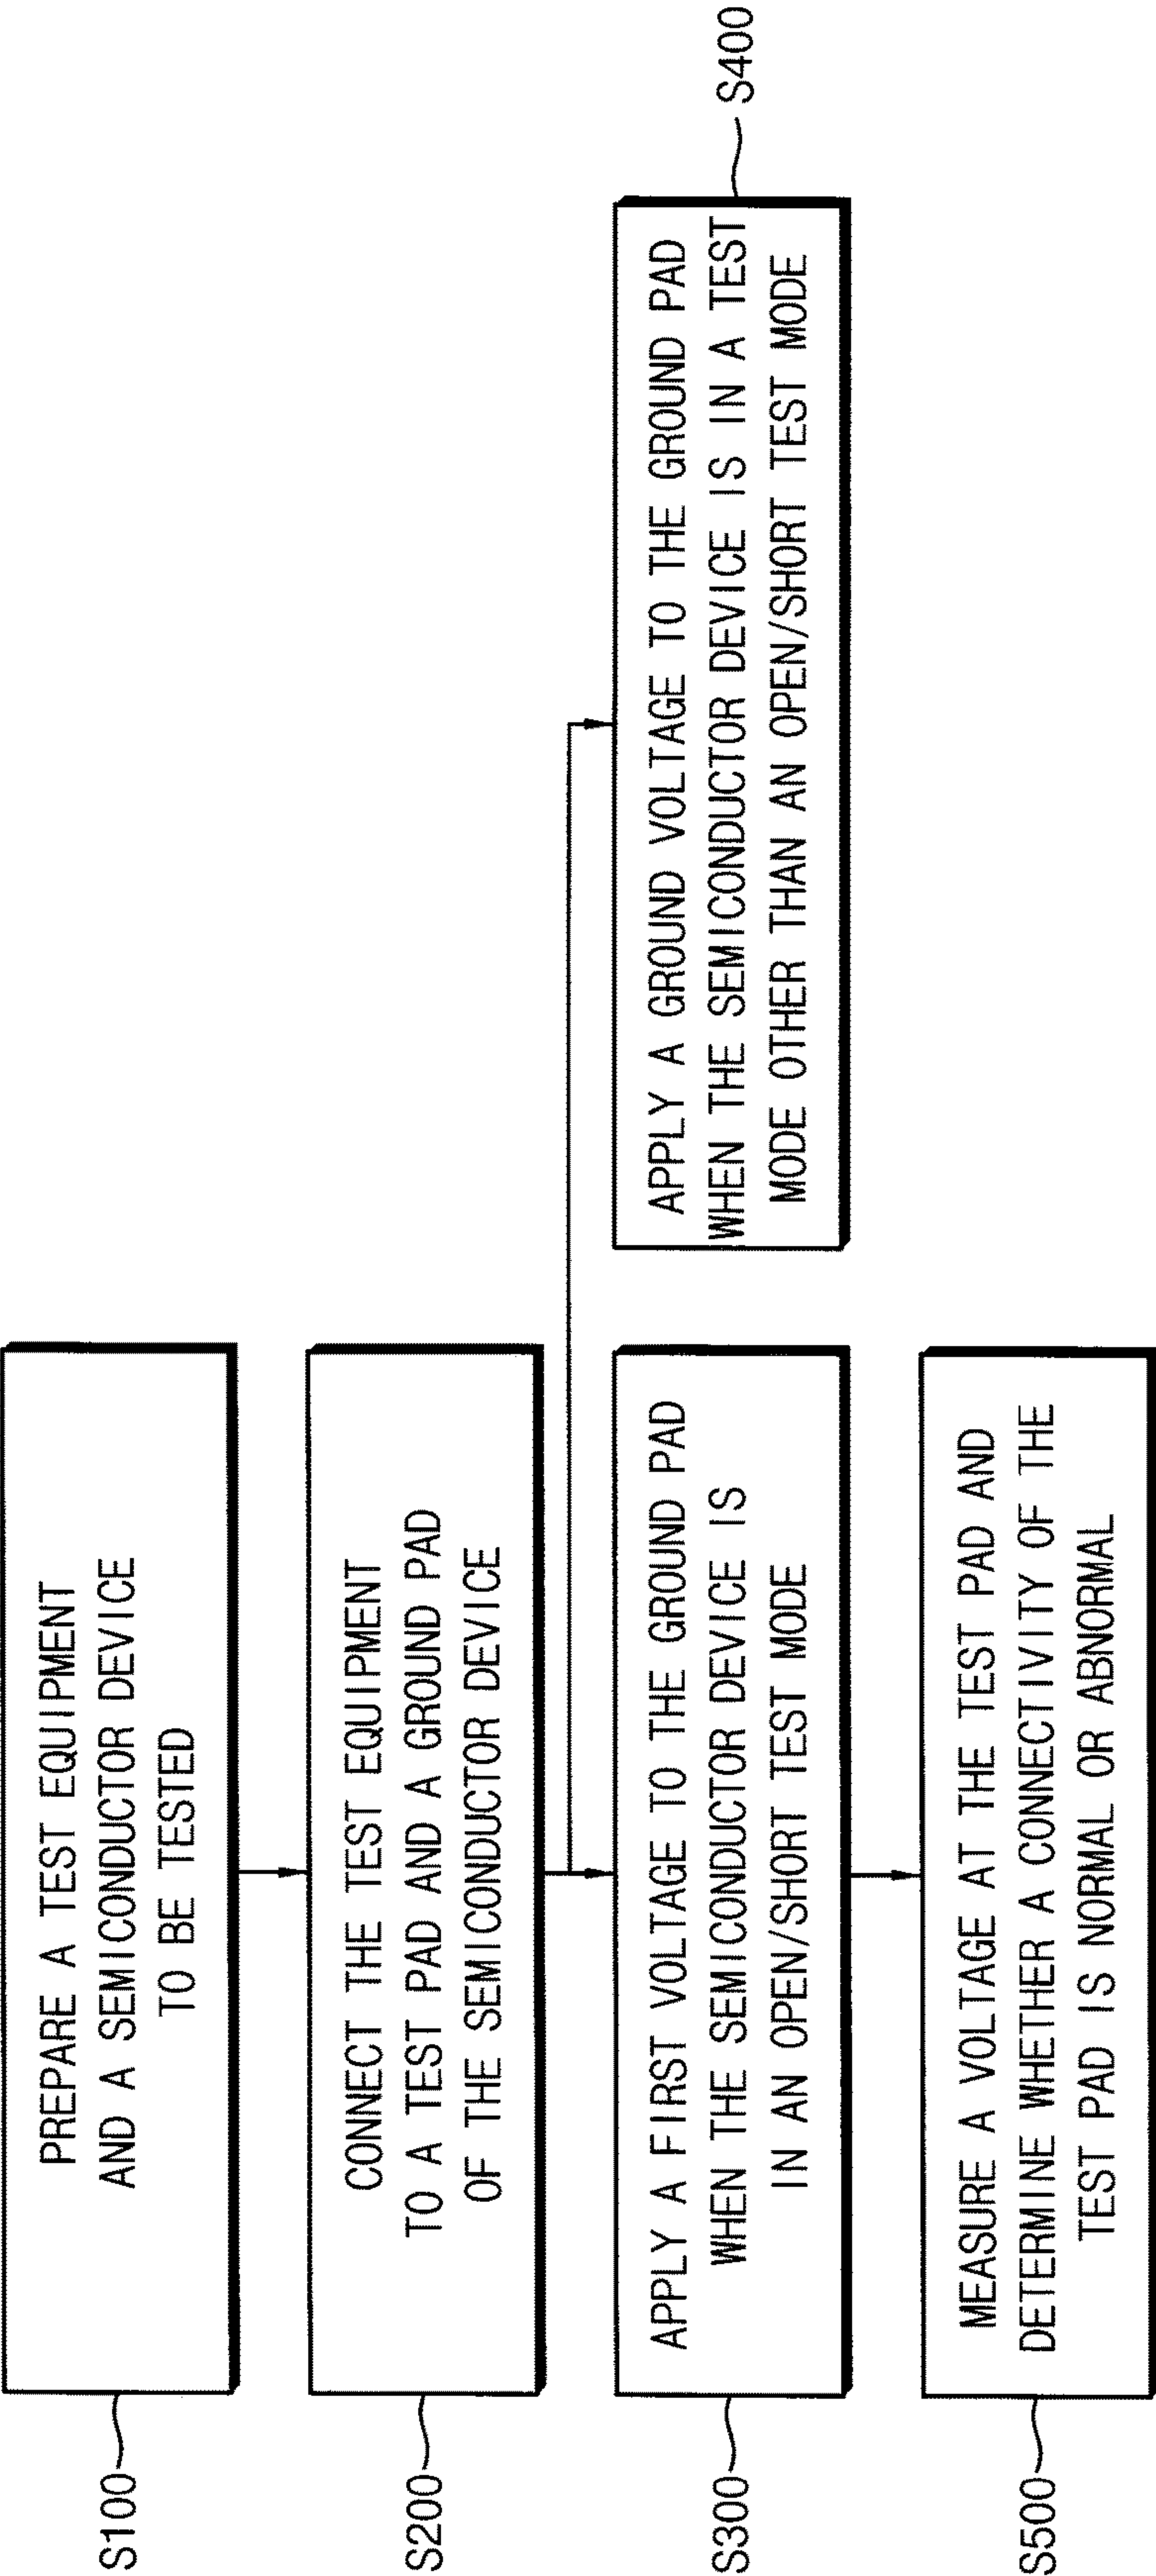 S100
PREPARE A TEST EQUIPMENT
AND A SEMICONDUCTOR DEVICE
TO BE TESTED
S200
CONNECT THE TEST EQUIPMENT
TO A TEST PAD AND A GROUND PAD
OF THE SEMICONDUCTOR DEVICE
S300
APPLY A FIRST VOLTAGE TO THE GROUND PAD
WHEN THE SEMICONDUCTOR DEVICE IS
IN AN OPEN/SHORT TEST MODE
S400
APPLY A GROUND VOLTAGE TO THE GROUND PAD
WHEN THE SEMICONDUCTOR DEVICE IS IN A TEST
MODE OTHER THAN AN OPEN/SHORT TEST MODE
S500
MEASURE A VOLTAGE AT THE TEST PAD AND
DETERMINE WHETHER A CONNECTIVITY OF THE
TEST PAD IS NORMAL OR ABNORMAL